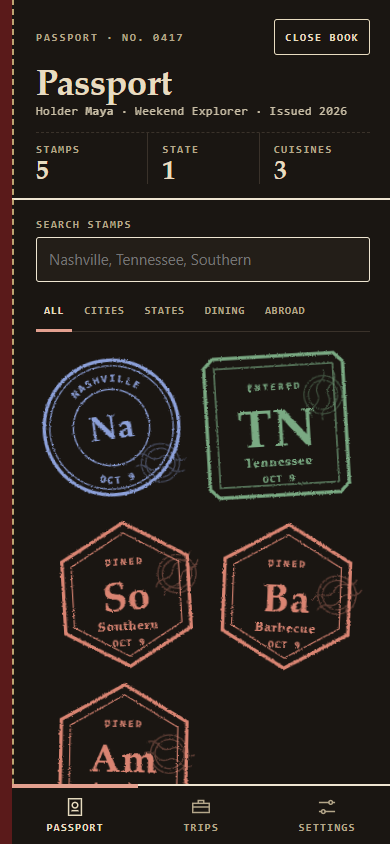 PASSPORT · NO. 0417
CLOSE BOOK
Passport
Holder Maya · Weekend Explorer · Issued 2026
STAMPS
5
STATE
1
CUISINES
3
SEARCH STAMPS
Nashville, Tennessee, Southern
ALL
CITIES
STATES
DINING
ABROAD
NASHVILLE
Na
OCT 9
ENTERED
TN
Tennessee
OCT 9
DINED
So
Southern
OCT 9
DINED
Ba
Barbecue
OCT 9
DINED
Am
PASSPORT
TRIPS
SETTINGS